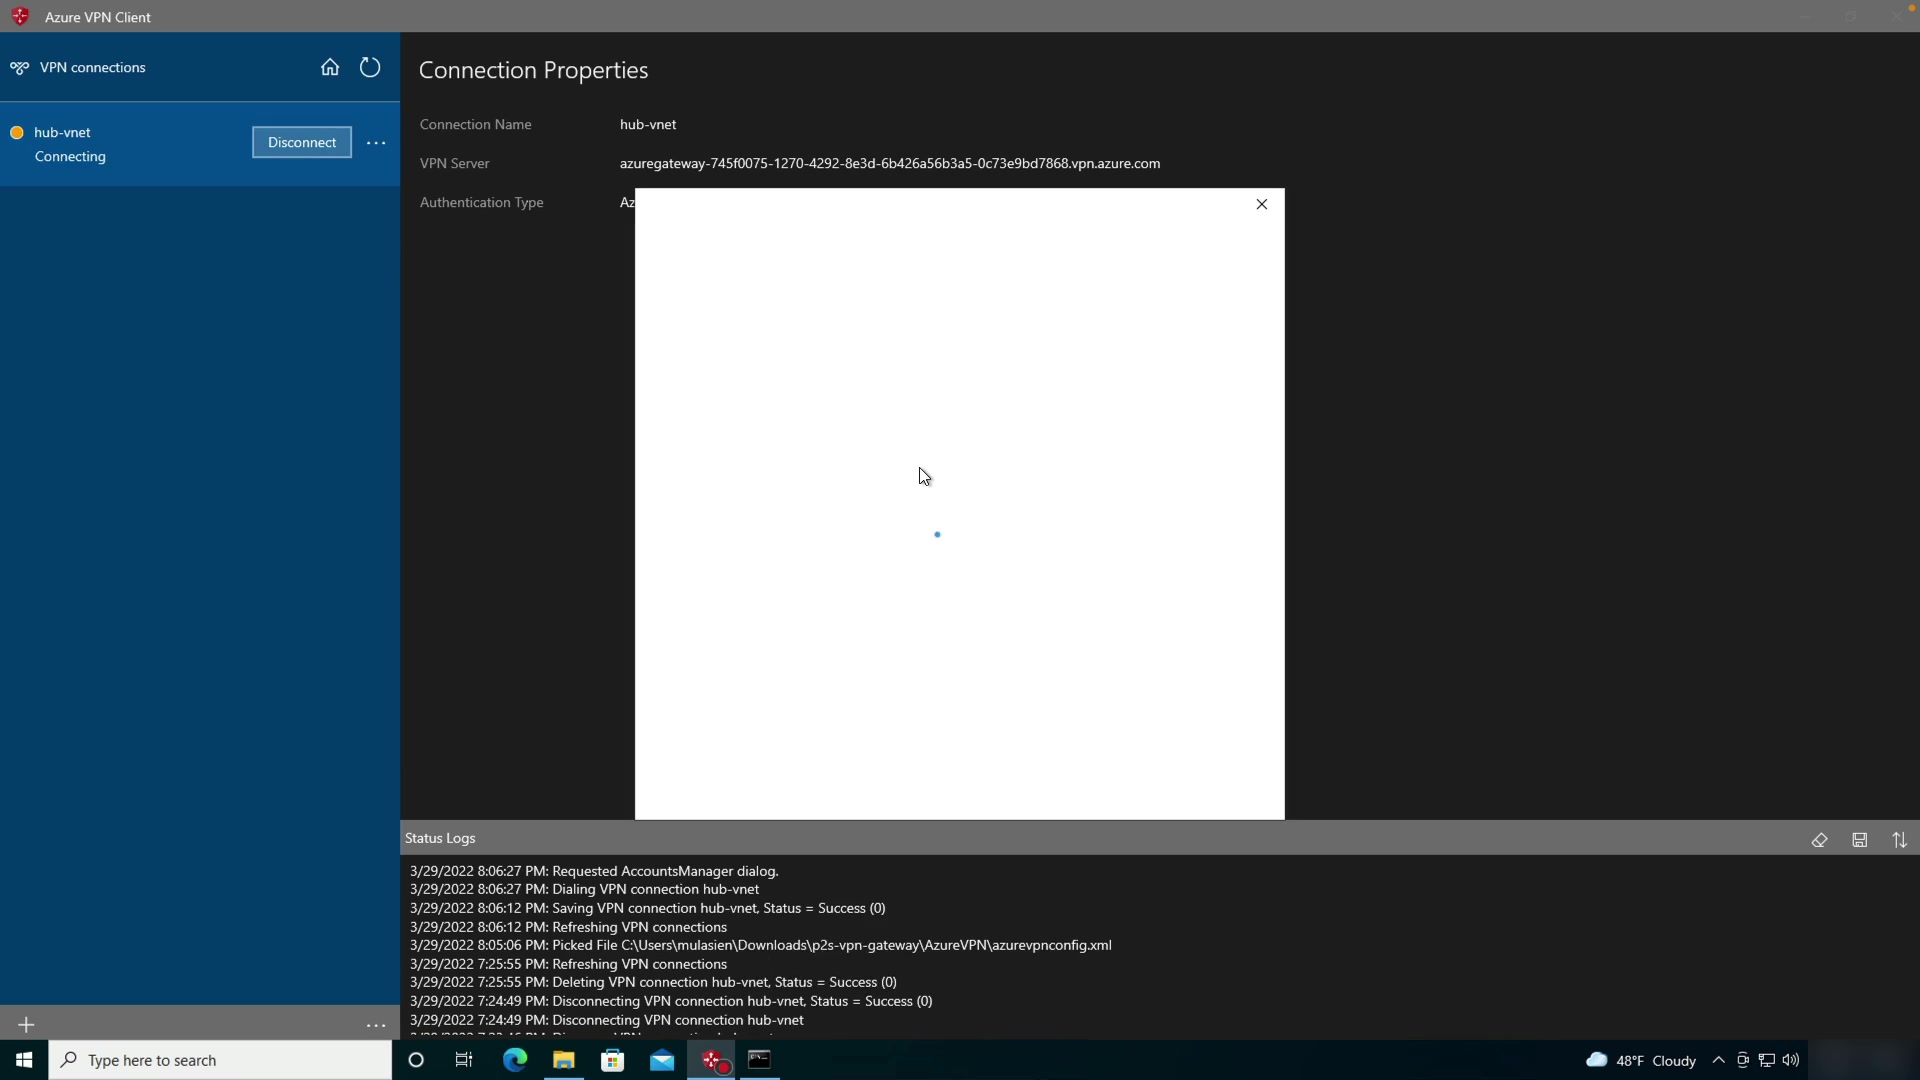 Azure VPN Client
VPN connections
hub-vnet
Connecting
Disconnect
Connection Properties
Connection Name
hub-vnet
VPN Server
azuregateway-745f0075-1270-4292-8e3d-6b426a56b3a5-0c73e9bd7868.vpn.azure.com
Authentication Type
Az
Status Logs
3/29/2022 8:06:27 PM: Requested AccountsManager dialog.
3/29/2022 8:06:27 PM: Dialing VPN connection hub-vnet
3/29/2022 8:06:12 PM: Saving VPN connection hub-vnet, Status = Success (0)
3/29/2022 8:06:12 PM: Refreshing VPN connections
3/29/2022 8:05:06 PM: Picked File C:\Users\mulasien\Downloads\p2s-vpn-gateway\AzureVPN\azurevpnconfig.xml
3/29/2022 7:25:55 PM: Refreshing VPN connections
3/29/2022 7:25:55 PM: Deleting VPN connection hub-vnet, Status = Success (0)
3/29/2022 7:24:49 PM: Disconnecting VPN connection hub-vnet, Status = Success (0)
3/29/2022 7:24:49 PM: Disconnecting VPN connection hub-vnet
Type here to search
48°F Cloudy